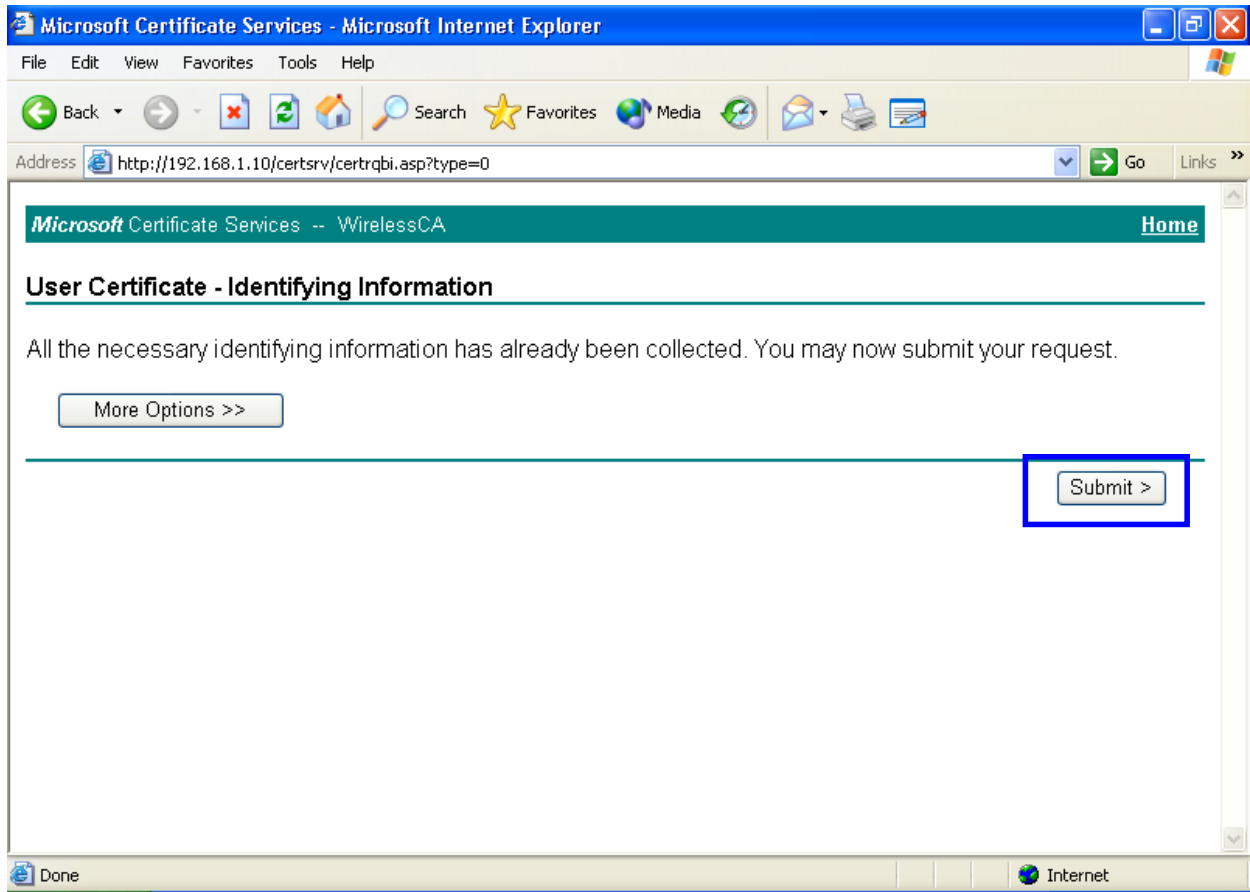 Microsoft Certificate Services - Microsoft Internet Explorer
File Edit View Favorites Tools Help
Back Search Favorites Media
Address http://192.168.1.10/certsrv/certrqbi.asp?type=0 Go Links »
Microsoft Certificate Services -- WirelessCA Home
User Certificate - Identifying Information
All the necessary identifying information has already been collected. You may now submit your request.
More Options >>
Submit >
Done Internet